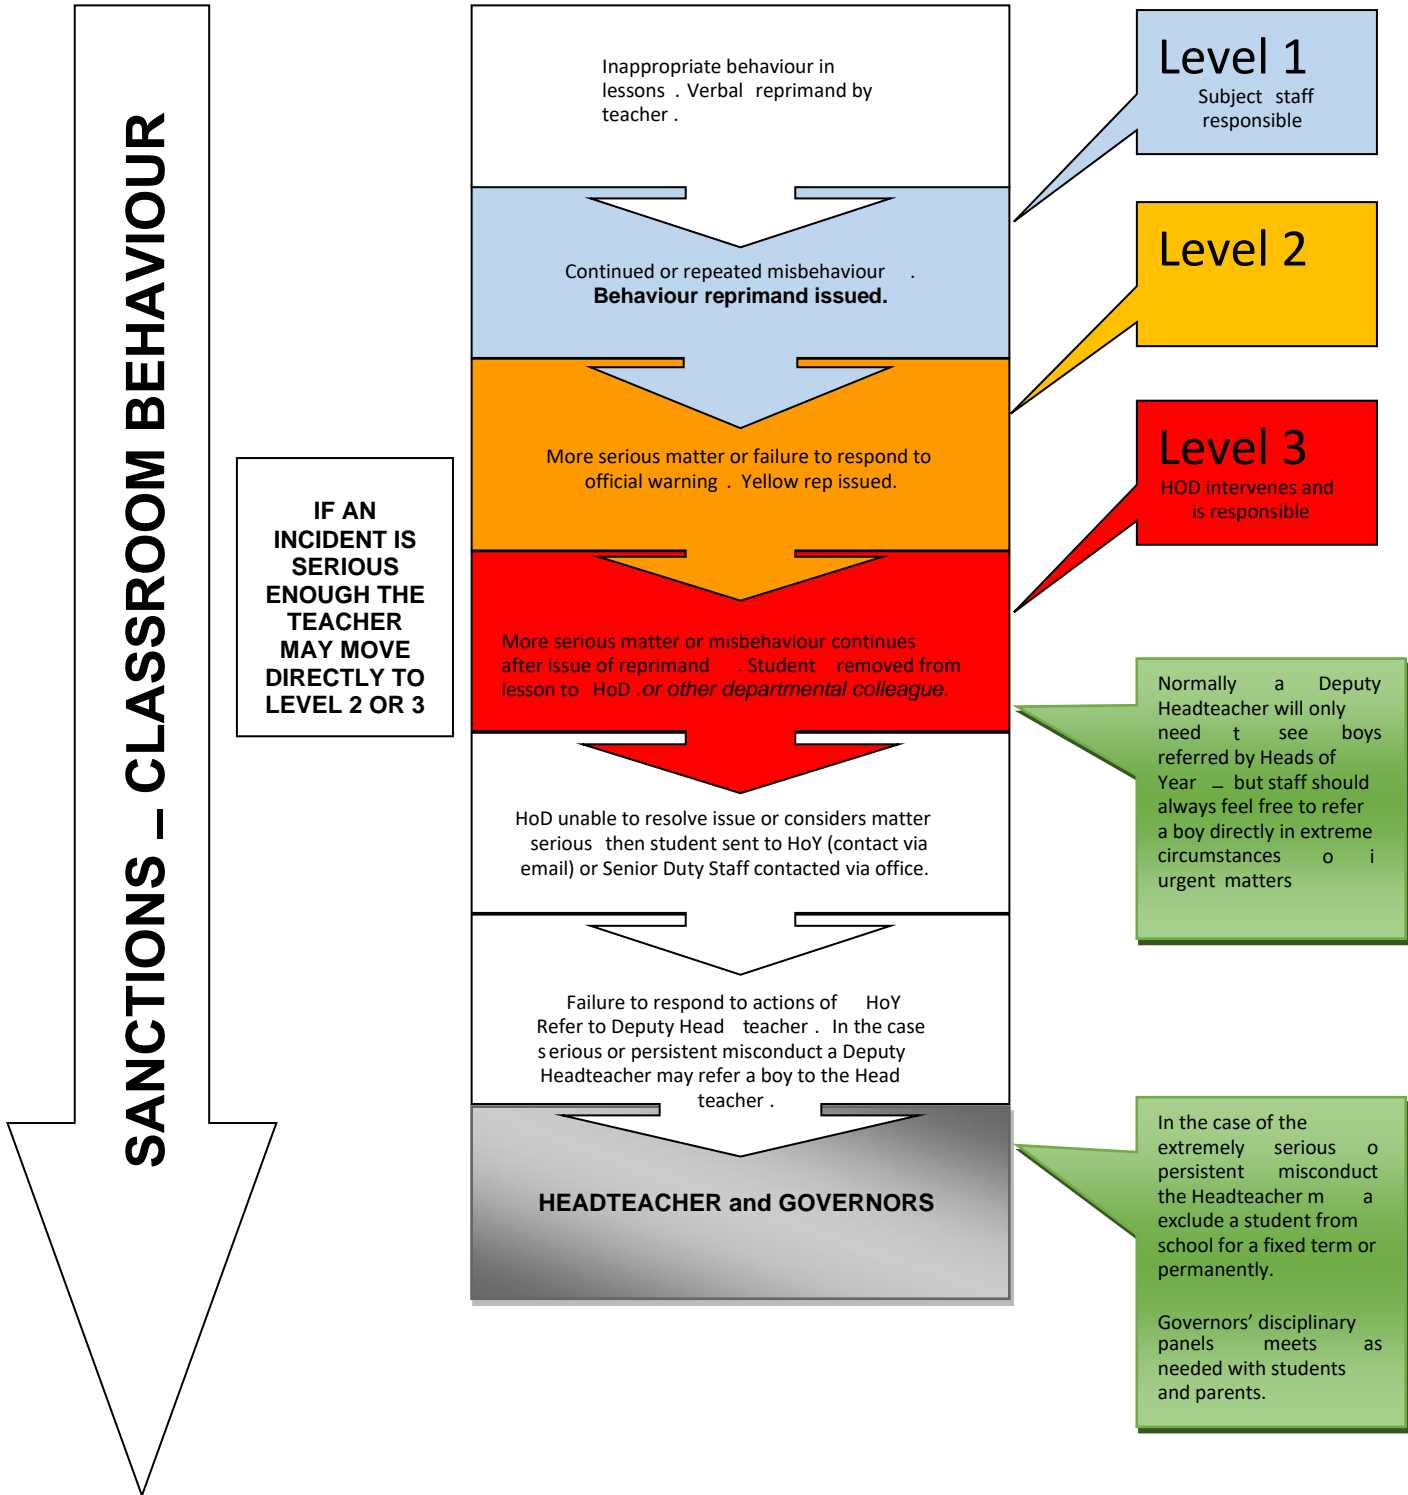 SANCTIONS – CLASSROOM BEHAVIOUR
IF AN
INCIDENT IS
SERIOUS
ENOUGH THE
TEACHER
MAY MOVE
DIRECTLY TO
LEVEL 2 OR 3
Inappropriate behaviour in
lessons . Verbal reprimand by
teacher .
Continued or repeated misbehaviour .
Behaviour reprimand issued.
More serious matter or failure to respond to
official warning . Yellow rep issued.
More serious matter or misbehaviour continues
after issue of reprimand . Student removed from
lesson to HoD .or other departmental colleague.
HoD unable to resolve issue or considers matter
serious then student sent to HoY (contact via
email) or Senior Duty Staff contacted via office.
Failure to respond to actions of HoY
Refer to Deputy Head teacher . In the case
serious or persistent misconduct a Deputy
Headteacher may refer a boy to the Head
teacher .
HEADTEACHER and GOVERNORS
Level 1
Subject staff
responsible
Level 2
Level 3
HOD intervenes and
is responsible
Normally a Deputy
Headteacher will only
need t see boys
referred by Heads of
Year – but staff should
always feel free to refer
a boy directly in extreme
circumstances o i
urgent matters
In the case of the
extremely serious o
persistent misconduct
the Headteacher m a
exclude a student from
school for a fixed term or
permanently.
Governors’ disciplinary
panels meets as
needed with students
and parents.